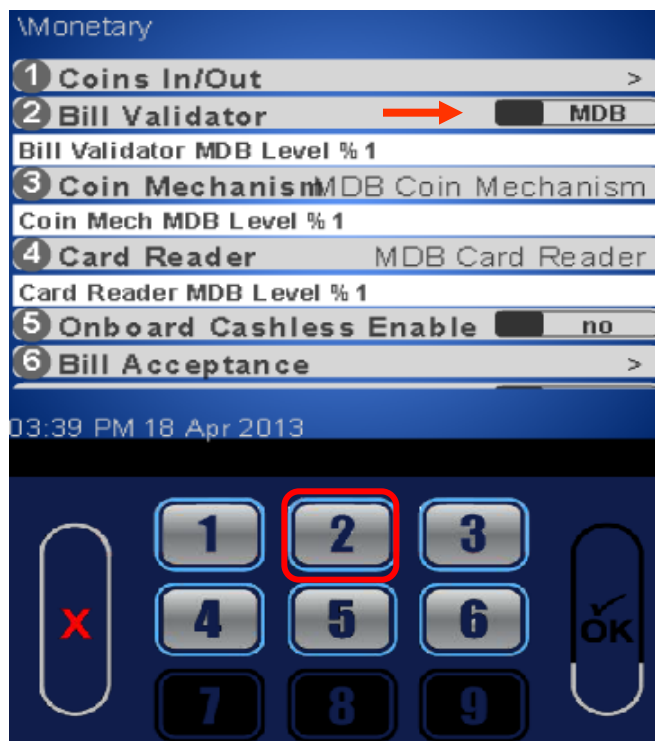 \Monetary
1 Coins In/Out >
2 Bill Validator MDB
Bill Validator MDB Level % 1
3 Coin Mechanism MDB Coin Mechanism
Coin Mech MDB Level % 1
4 Card Reader MDB Card Reader
Card Reader MDB Level % 1
5 Onboard Cashless Enable no
6 Bill Acceptance >
03:39 PM 18 Apr 2013
1 2 3
X 4 5 6 OK
7 8 9